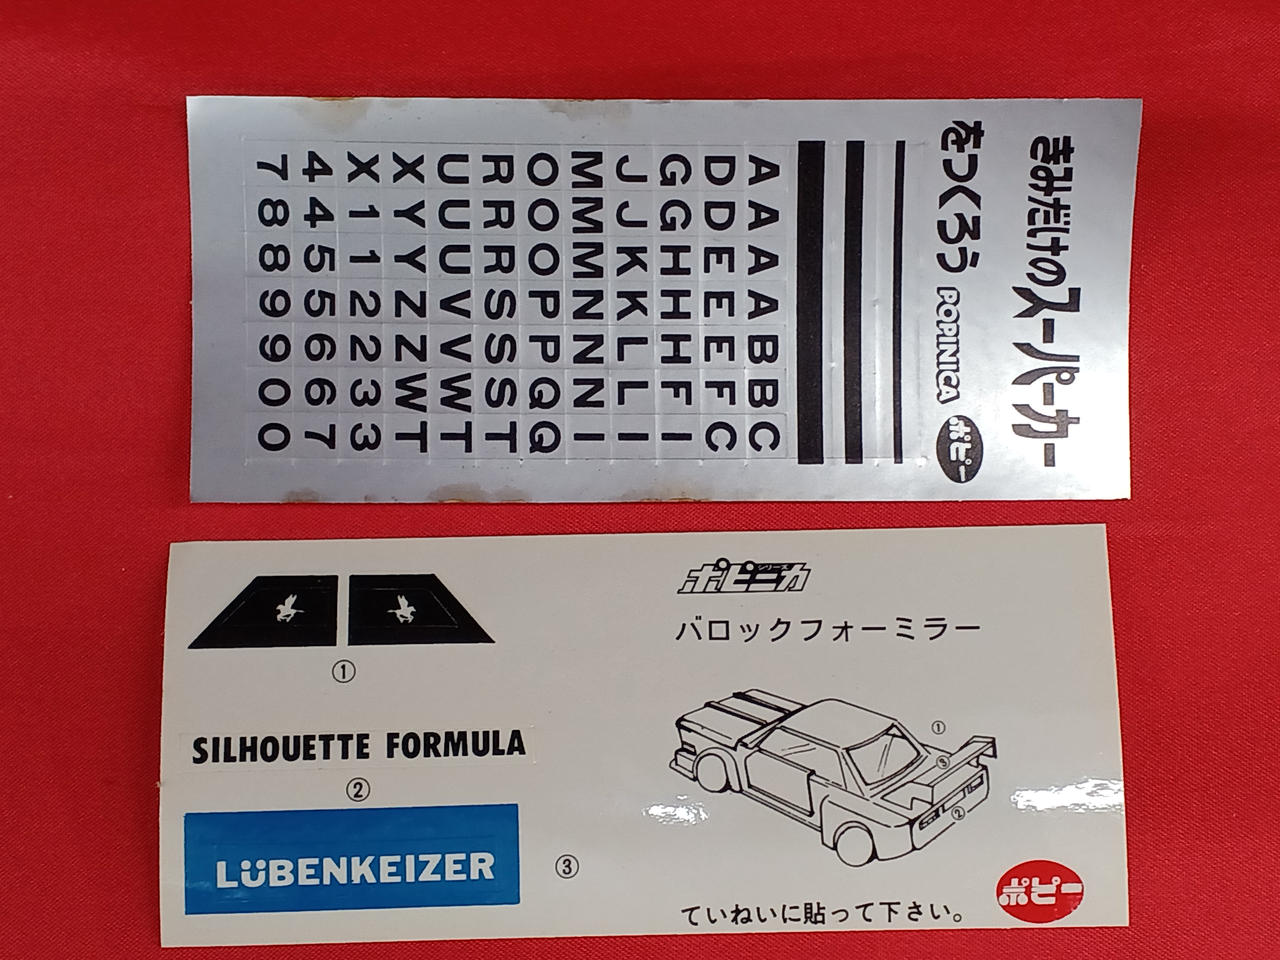 きみだけのスーパーカー
をつくろう POPINICA ポピー
A A A A B B C
D D E E E F C
G G H H H F I
J J K K L L I
M M M N N N I
O O O P P Q Q
R R R S S S T
U U U V V W T
X Y Y Z Z W T
X 1 1 2 2 3 3
4 4 5 5 6 6 7
7 8 8 9 9 0 0
①
SILHOUETTE FORMULA
②
LÜBENKEIZER
③
ポピニカシリーズ
バロックフォーミラー
①
③
②
ていねいに貼って下さい。
ポピー